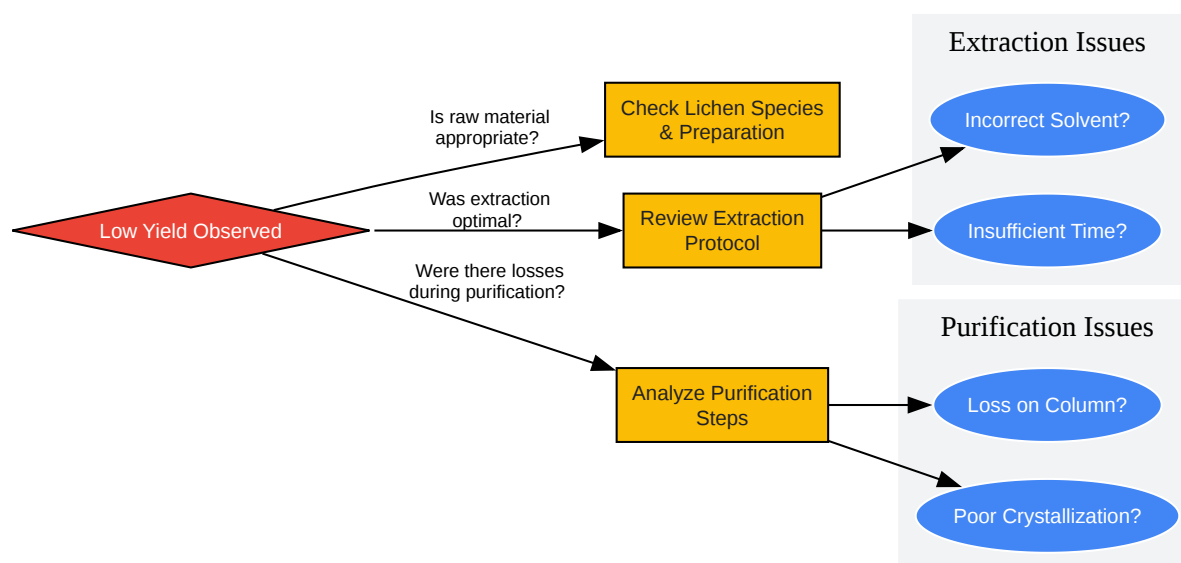 Extraction Issues
Is raw material
appropriate?
Check Lichen Species
& Preparation
Incorrect Solvent?
Was extraction
optimal?
Low Yield Observed
Review Extraction
Protocol
Insufficient Time?
Were there losses
during purification?
Purification Issues
Analyze Purification
Steps
Loss on Column?
Poor Crystallization?